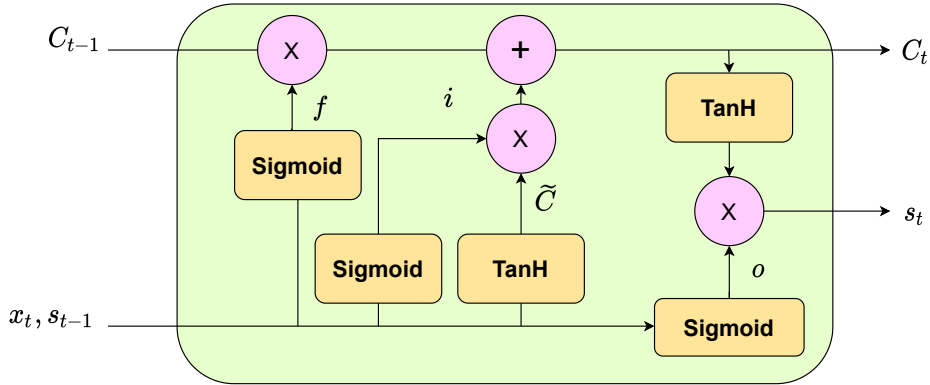 C_{t-1}
X
+
C_t
f
i
TanH
X
Sigmoid
\widetilde{C}
X
s_t
Sigmoid
TanH
o
x_t, s_{t-1}
Sigmoid